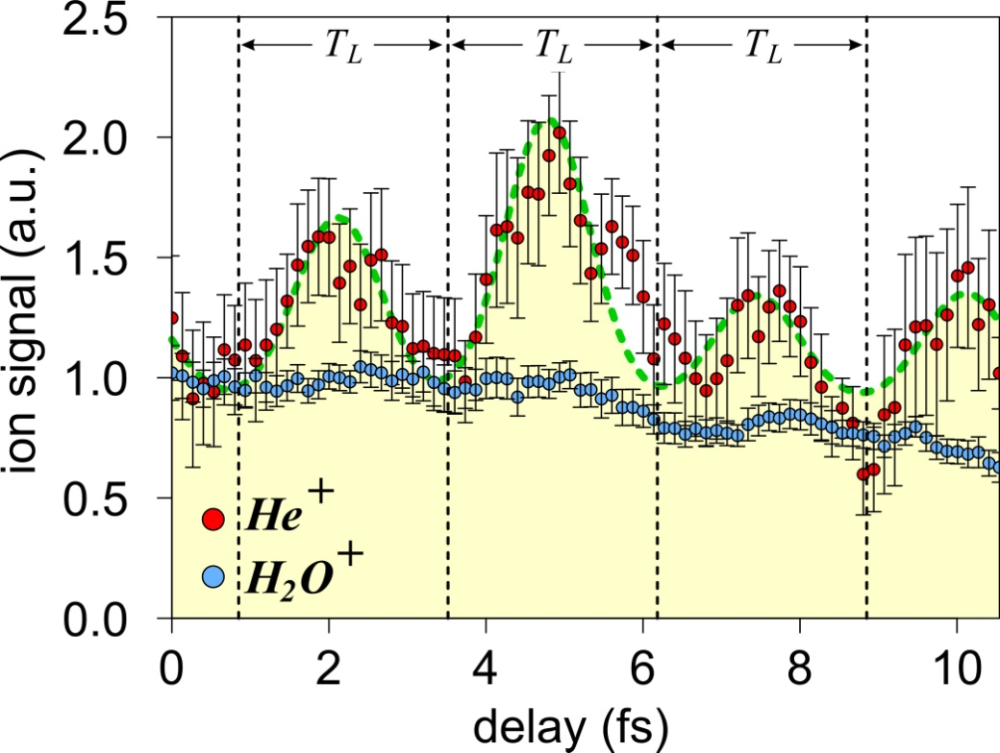 ion signal (a.u.)
2.5
2.0
1.5
1.0
0.5
0.0
T_L T_L T_L
He⁺
H₂O⁺
0 2 4 6 8 10
delay (fs)